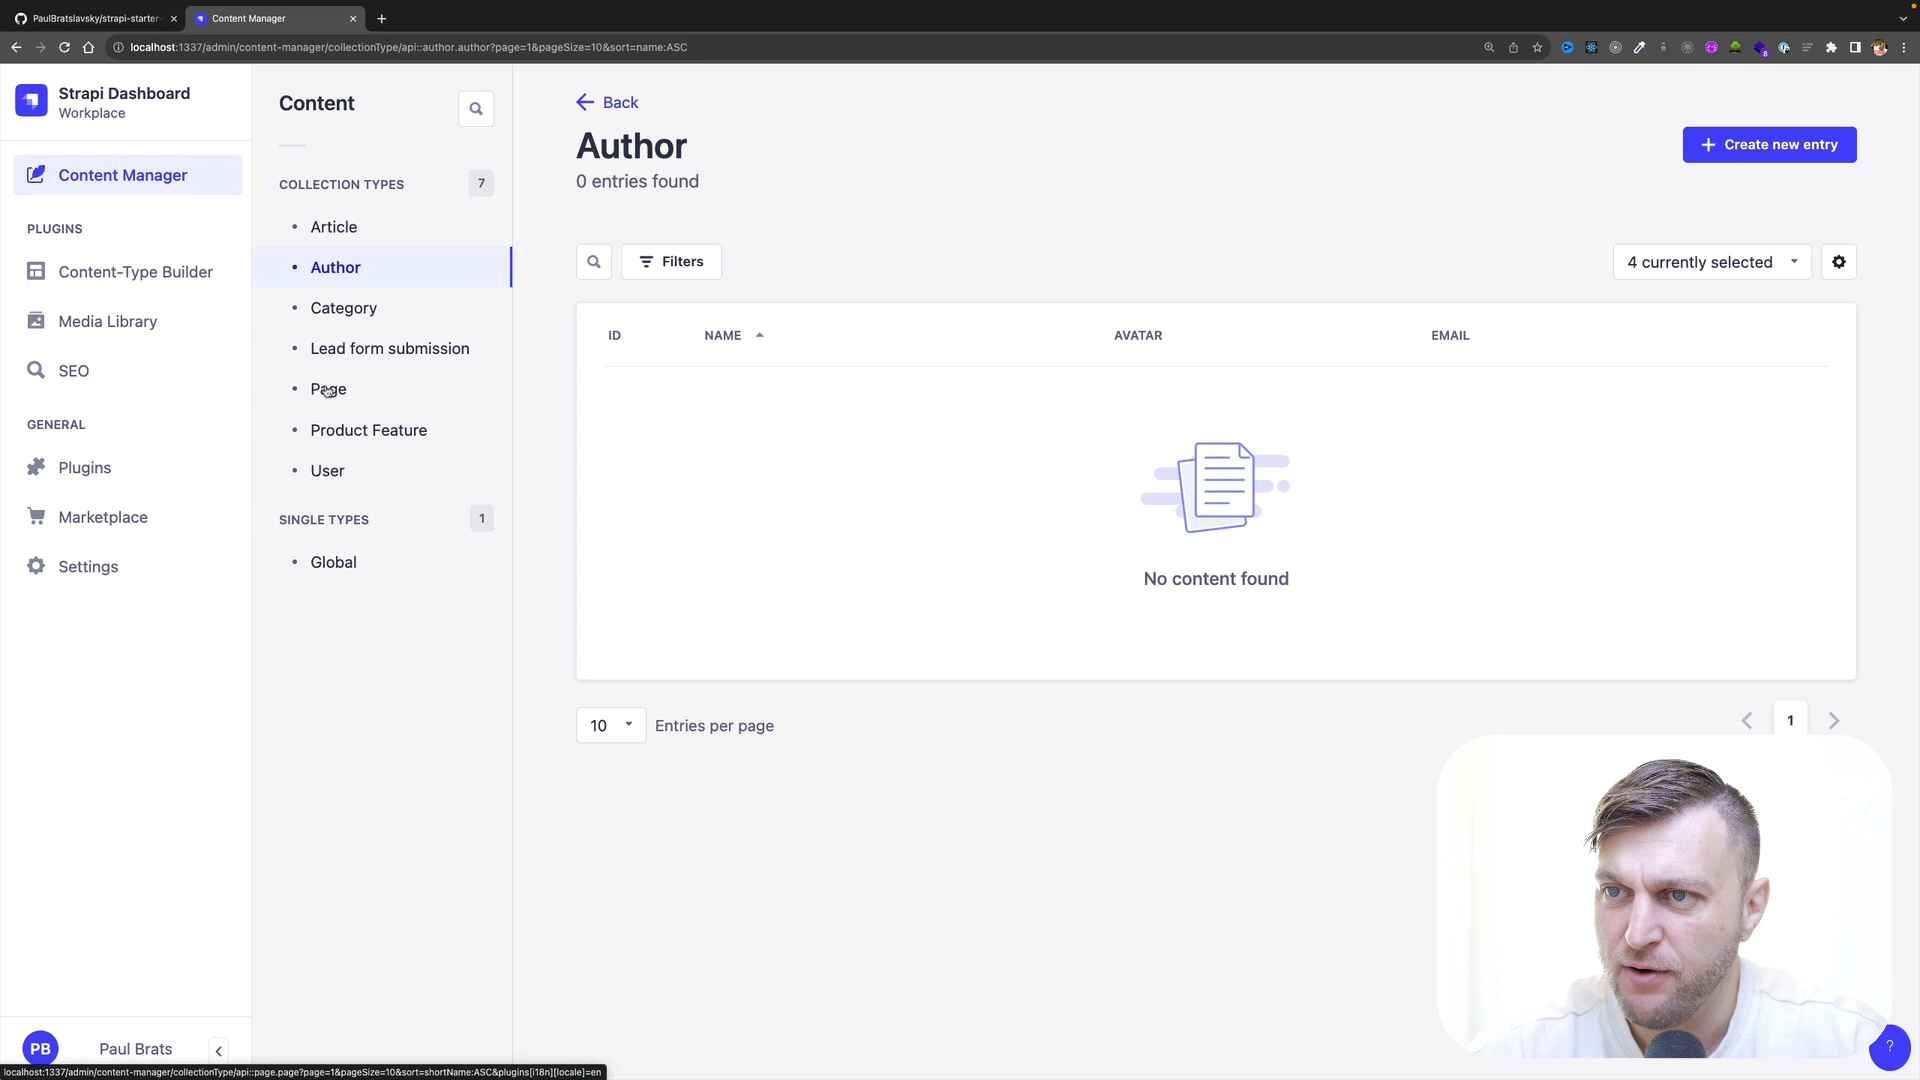 PaulBratslavsky/strapi-starter-
Content Manager
localhost:1337/admin/content-manager/collectionType/api::author.author?page=1&pageSize=10&sort=name:ASC
8
Strapi Dashboard
Workplace
Content Manager
PLUGINS
Content-Type Builder
Media Library
SEO
GENERAL
Plugins
Marketplace
Settings
PB
Paul Brats
Content
COLLECTION TYPES
7
Article
Author
Category
Lead form submission
Page
Product Feature
User
SINGLE TYPES
1
Global
Back
Author
0 entries found
Create new entry
Filters
4 currently selected
ID
NAME
AVATAR
EMAIL
No content found
10
Entries per page
1
?
localhost:1337/admin/content-manager/collectionType/api::page.page?page=1&pageSize=10&sort=shortName:ASC&plugins[i18n][locale]=en